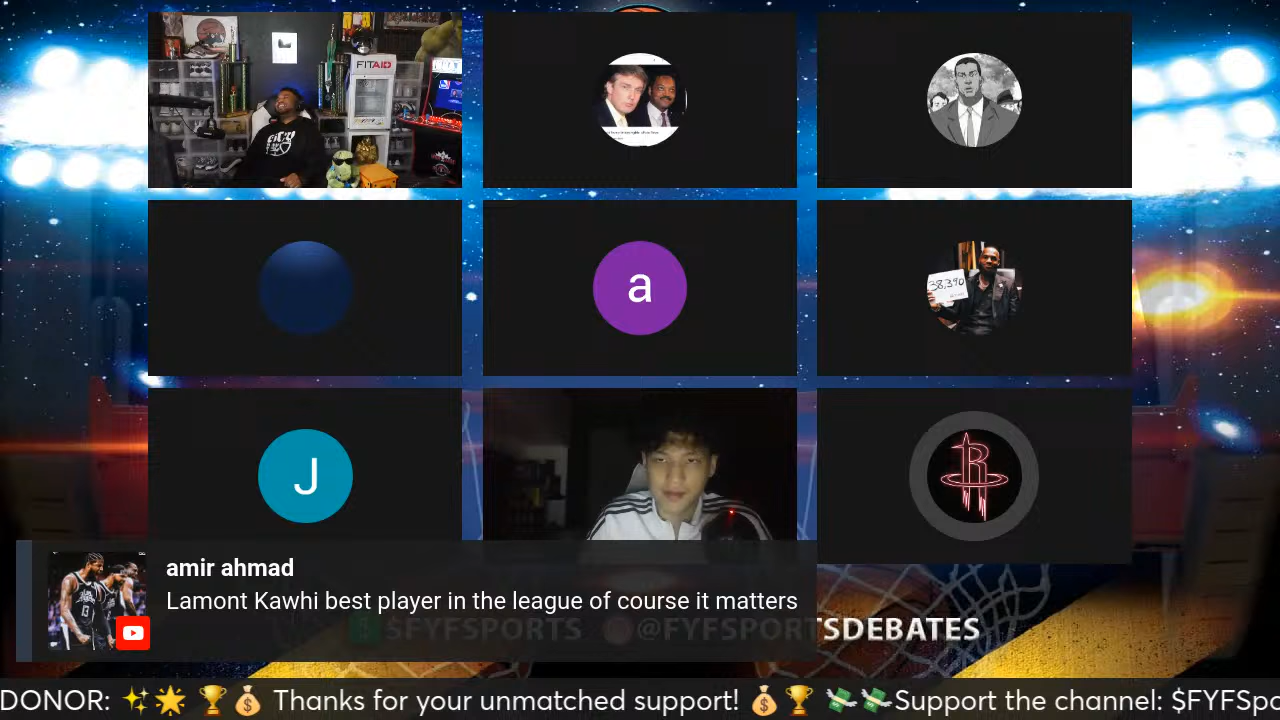 FITAID
38,390
a
J
R
amir ahmad
Lamont Kawhi best player in the league of course it matters
$FYFSPORTS @FYFSPORTSDEBATES
DONOR: ✨🌟 🏆💰 Thanks for your unmatched support! 💰🏆 💸💸Support the channel: $FYFSpo